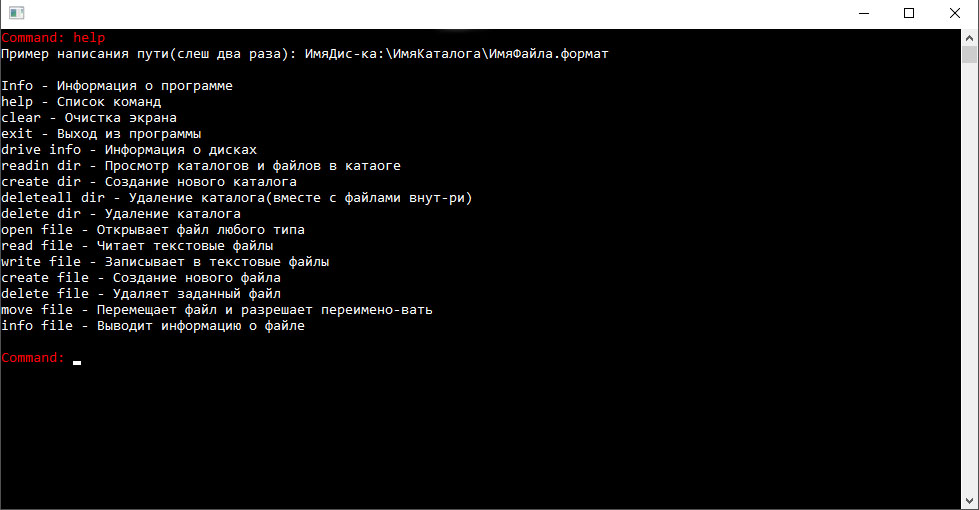 Command: help
Пример написания пути(слеш два раза): ИмяДис-ка:\ИмяКаталога\ИмяФайла.формат
Info - Информация о программе
help - Список команд
clear - Очистка экрана
exit - Выход из программы
drive info - Информация о дисках
readin dir - Просмотр каталогов и файлов в катаоге
create dir - Создание нового каталога
deleteall dir - Удаление каталога(вместе с файлами внут-ри)
delete dir - Удаление каталога
open file - Открывает файл любого типа
read file - Читает текстовые файлы
write file - Записывает в текстовые файлы
create file - Создание нового файла
delete file - Удаляет заданный файл
move file - Перемещает файл и разрешает переимено-вать
info file - Выводит информацию о файле
Command: